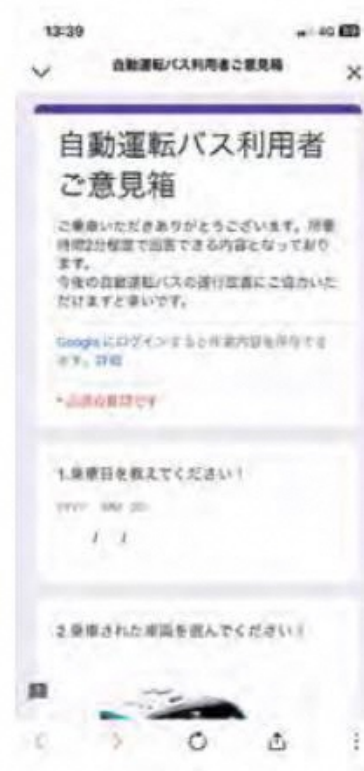 13:39
4G
自動運転バス利用者ご意見箱
自動運転バス利用者
ご意見箱
ご乗車いただきありがとうございます。所要
時間2分程度で回答できる内容となっており
ます。
今後の自動運転バスの運行改善にご協力いた
だけますと幸いです。
Google にログインすると作業内容を保存でき
ます。詳細
* 必須の質問です
1.乗車日を教えてください!
YYYY MM DD
/ /
2.乗車された車両を選んでください!